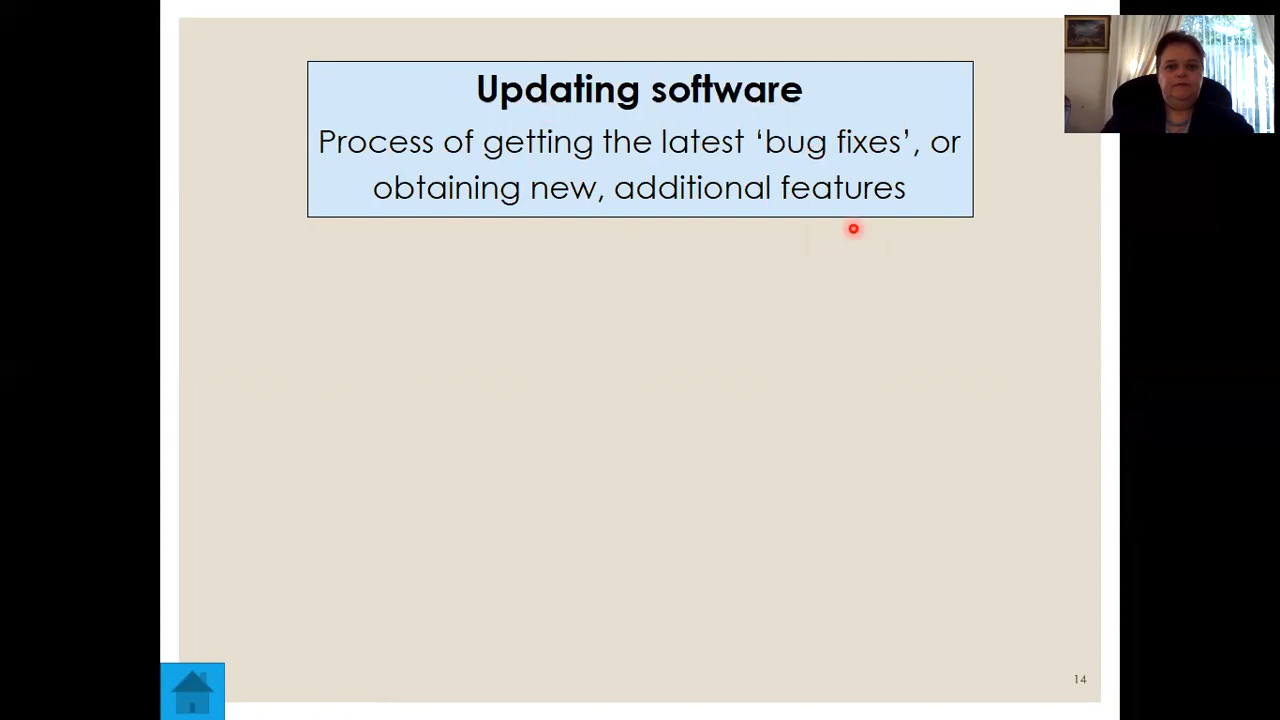 Updating software
Process of getting the latest ‘bug fixes’, or
obtaining new, additional features
14